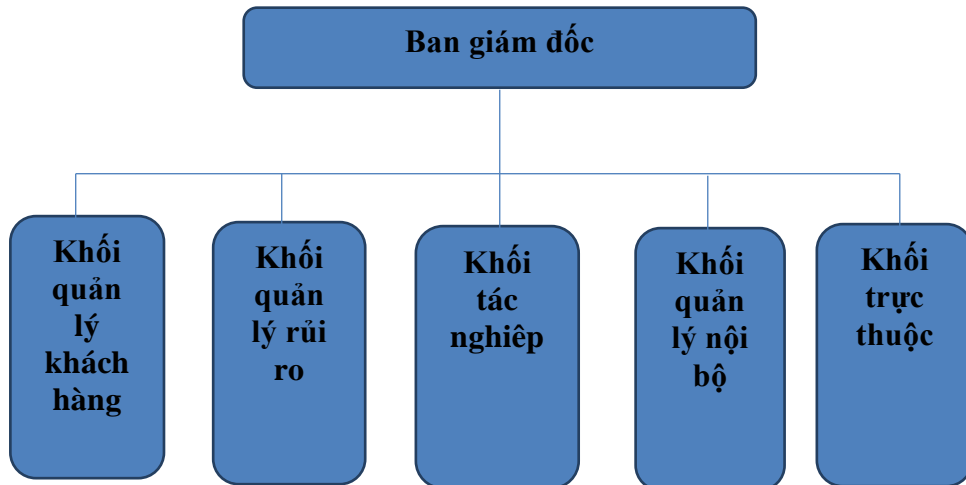 Ban giám đốc
Khối
quản
lý
khách
hàng
Khối
quản
lý rủi
ro
Khối
tác
nghiêp
Khối
quản
lý nội
bộ
Khối
trực
thuộc